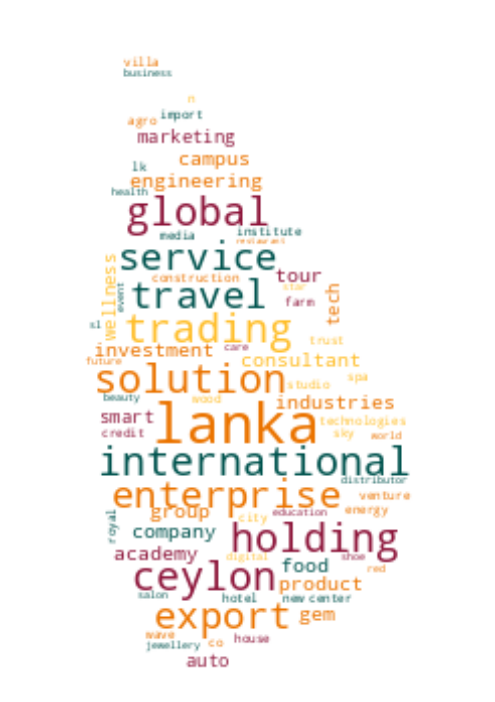 villa
business
n
import
agro
marketing
campus
lk
engineering
health
global
institute
media
restaurant
service
construction
tour
star
wellness
event
travel
farm
tech
sl
trading
trust
investment
care
future
consultant
solution
studio
spa
beauty
wood
industries
smart
lanka
technologies
credit
sky
world
international
distributor
enterprise
venture
royal
group
city
education
energy
company
holding
academy
digital
shoe
ceylon
food
red
product
salon
hotel
new center
export
gem
wave
house
jewellery
co
auto